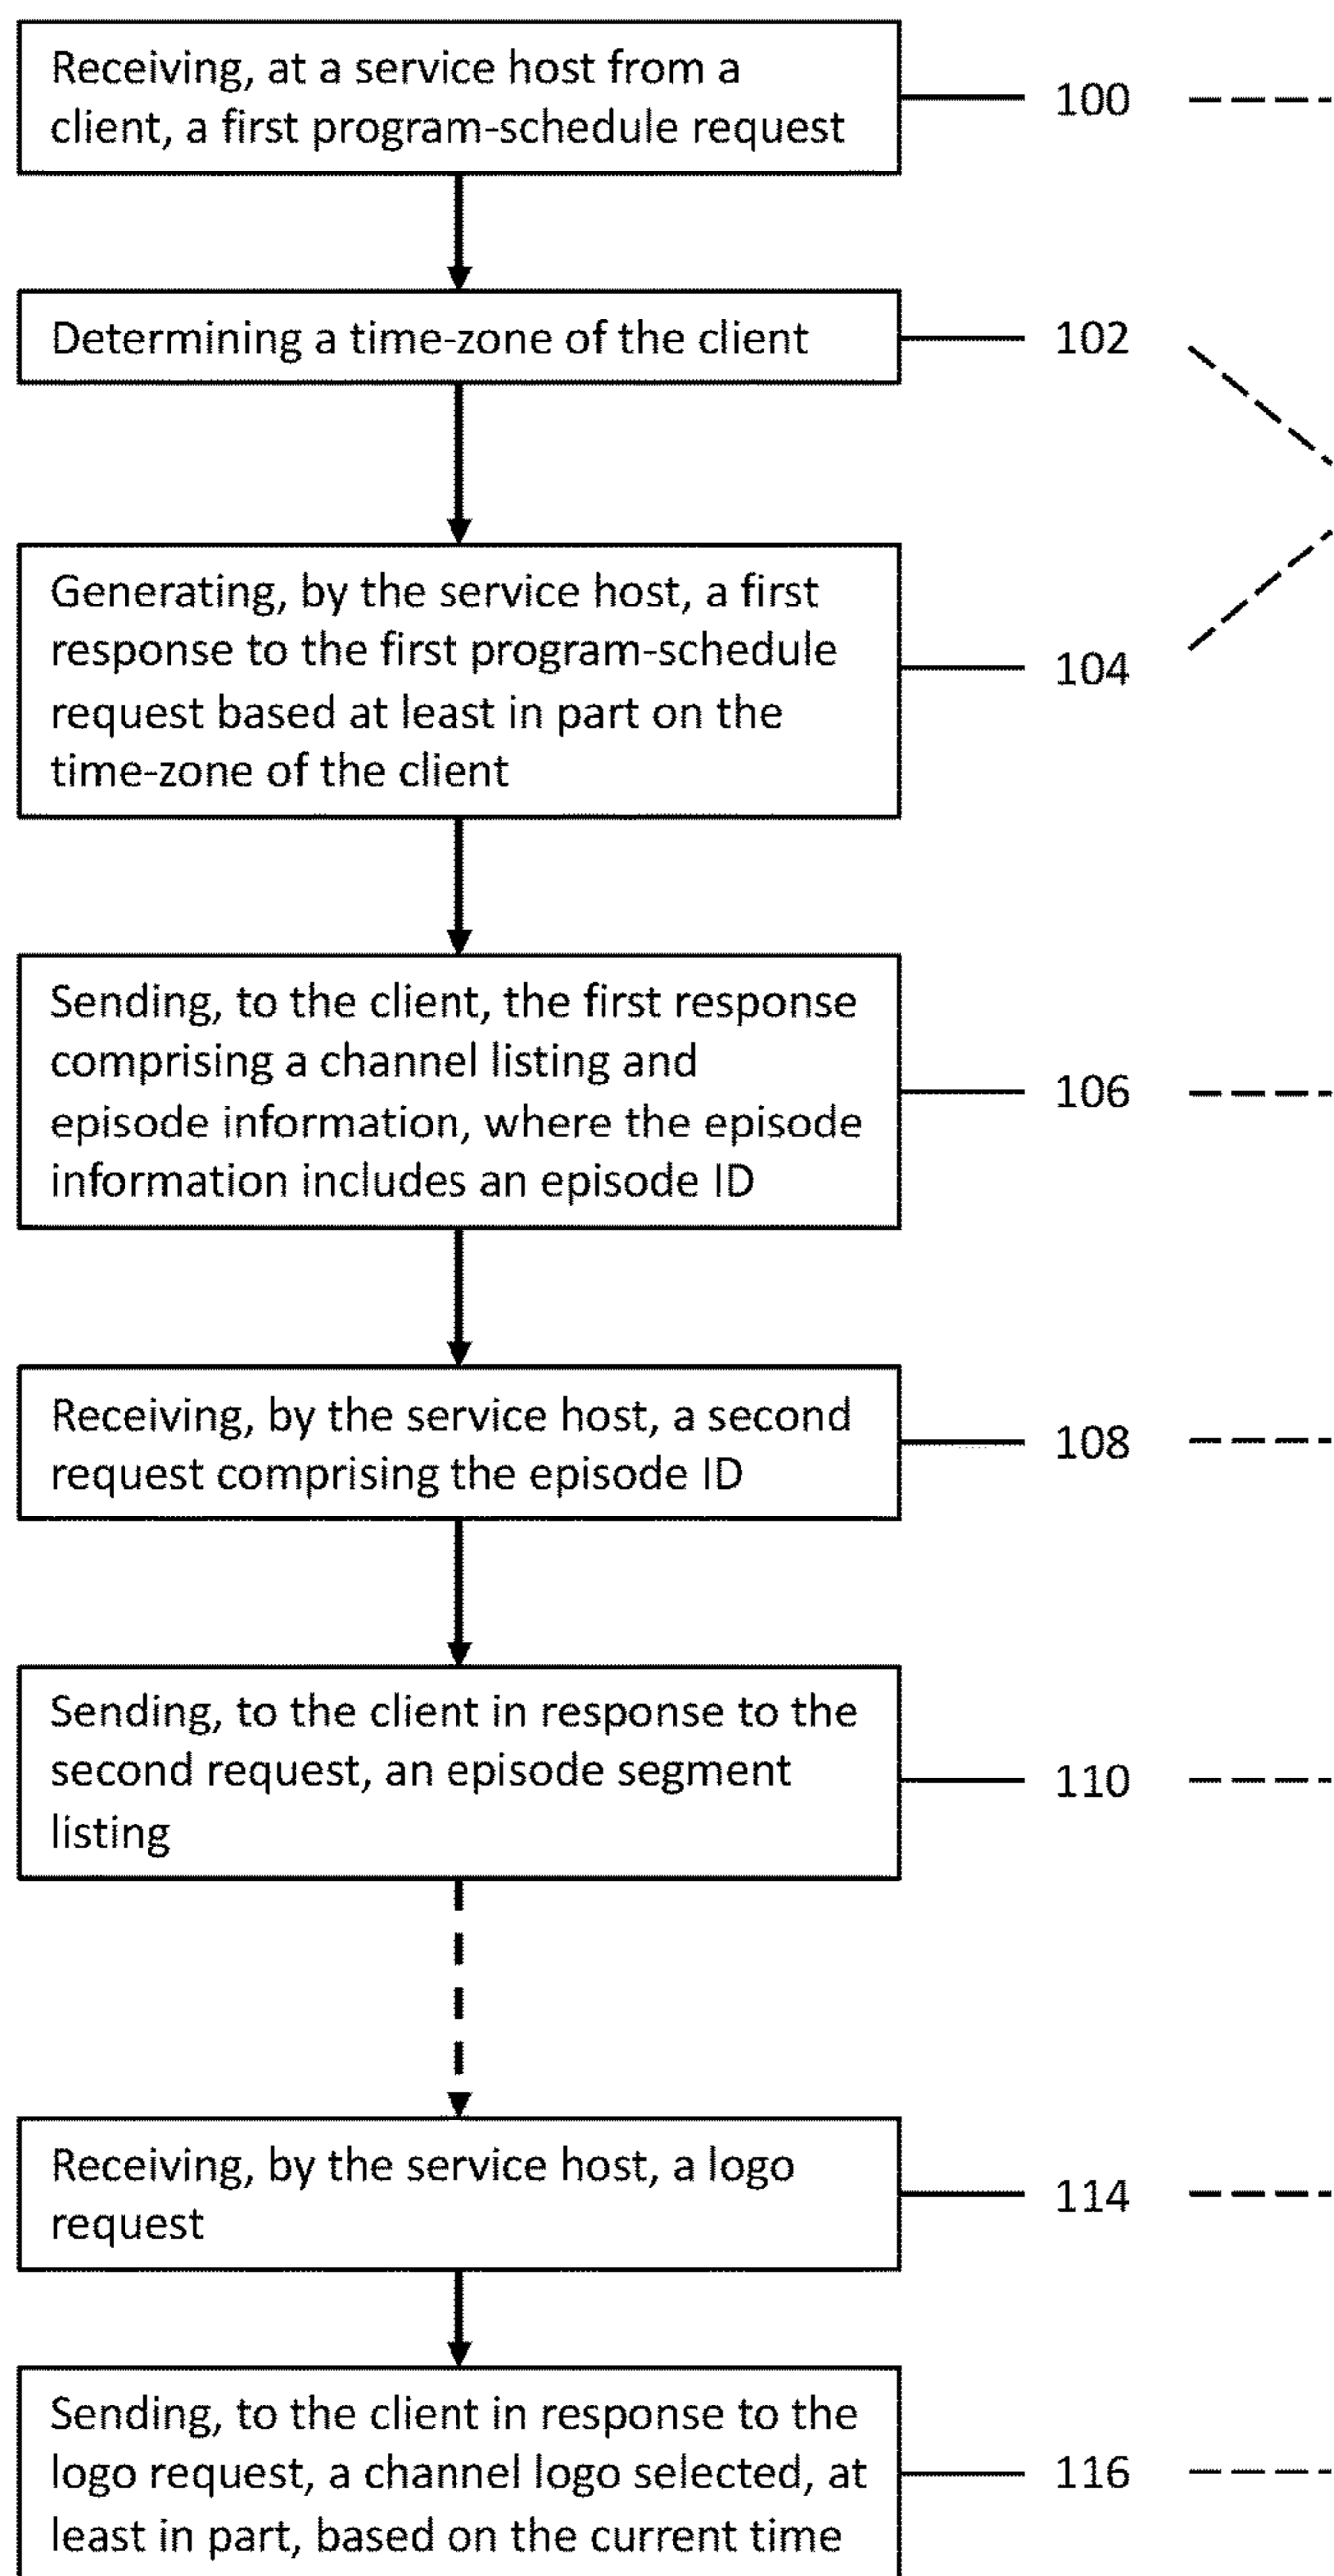 Receiving, at a service host from a
client, a first program-schedule request
100
Determining a time-zone of the client
102
Generating, by the service host, a first
response to the first program-schedule
request based at least in part on the
time-zone of the client
104
Sending, to the client, the first response
comprising a channel listing and
episode information, where the episode
information includes an episode ID
106
Receiving, by the service host, a second
request comprising the episode ID
108
Sending, to the client in response to the
second request, an episode segment
listing
110
Receiving, by the service host, a logo
request
114
Sending, to the client in response to the
logo request, a channel logo selected, at
least in part, based on the current time
116